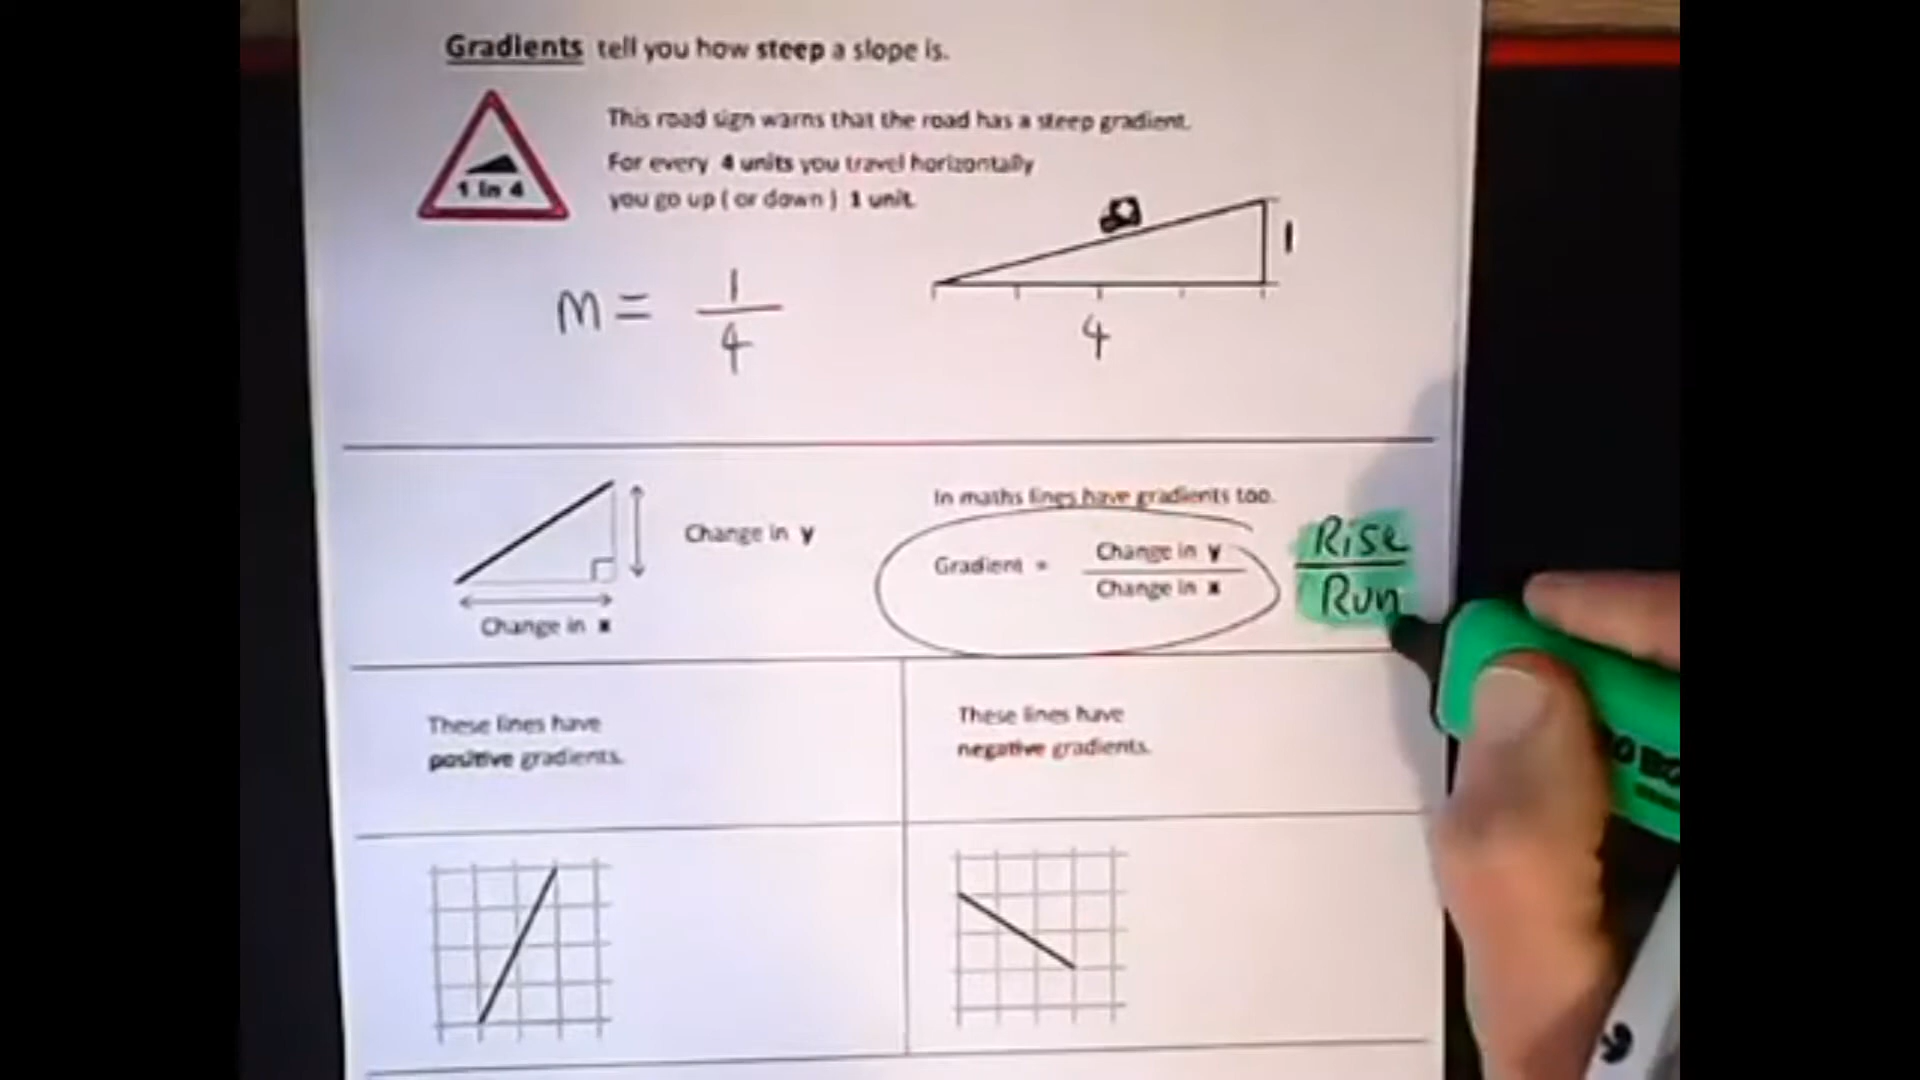 Gradients tell you how steep a slope is.
This road sign warns that the road has a steep gradient.
For every 4 units you travel horizontally
you go up ( or down ) 1 unit.
1 in 4
m = 1
4
1
4
In maths lines have gradients too.
Change in y
Gradient = Change in y
Change in x
Rise
Run
Change in x
These lines have
positive gradients.
These lines have
negative gradients.